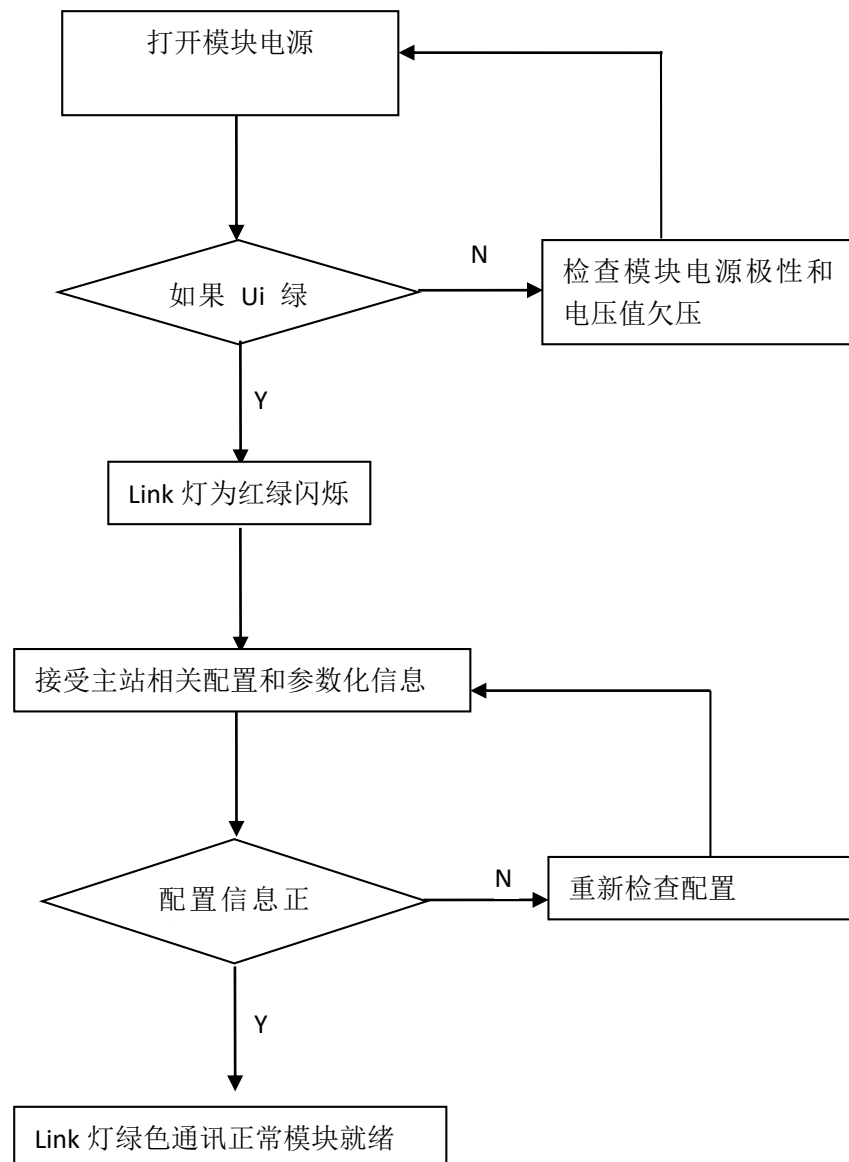 打开模块电源
如果 Ui 绿
N
检查模块电源极性和
电压值欠压
Y
Link 灯为红绿闪烁
接受主站相关配置和参数化信息
配置信息正
N
重新检查配置
Y
Link 灯绿色通讯正常模块就绪